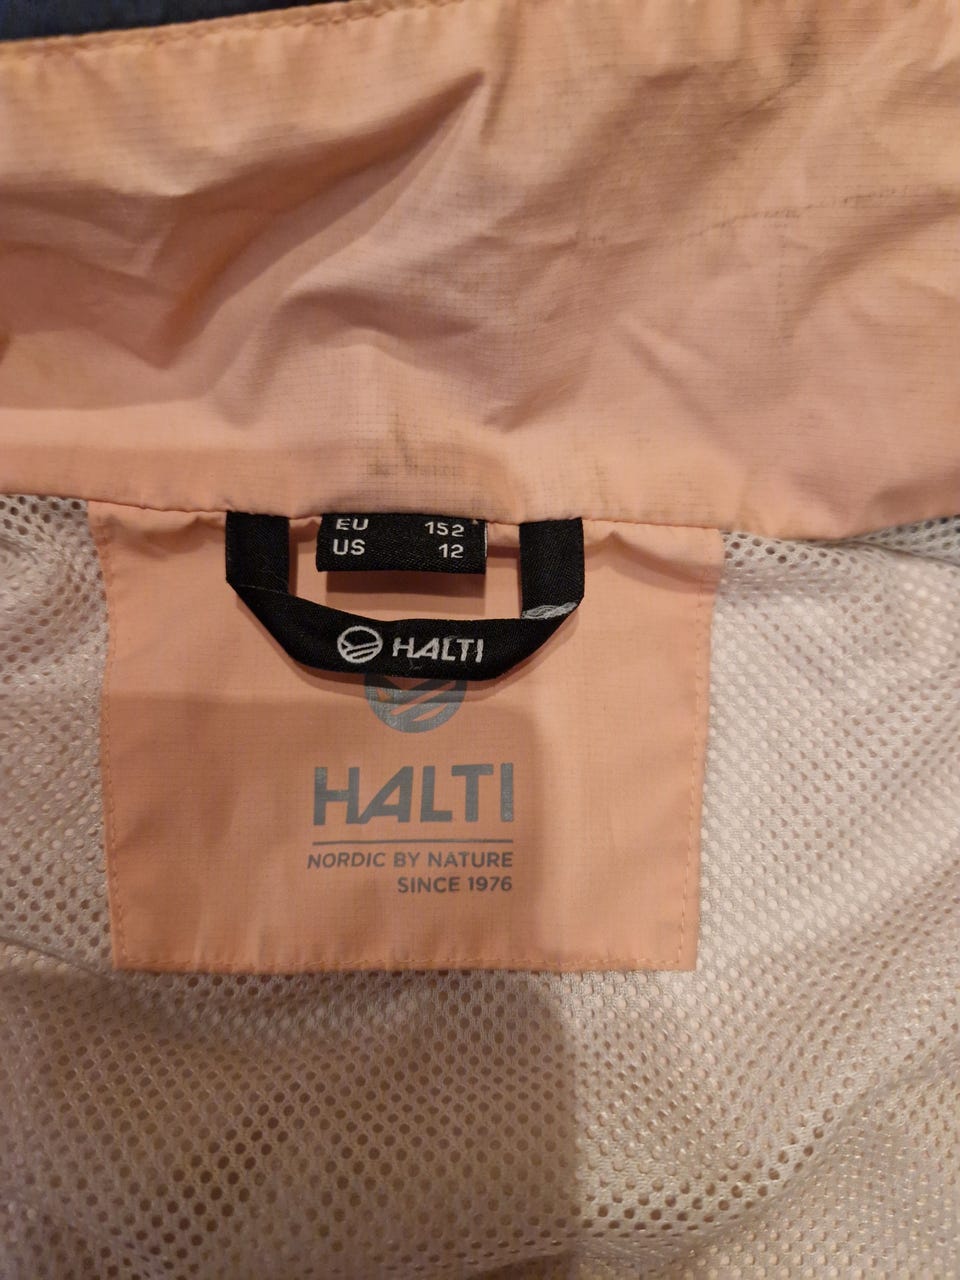 EU 152
US 12
HALTI
HALTI
NORDIC BY NATURE
SINCE 1976